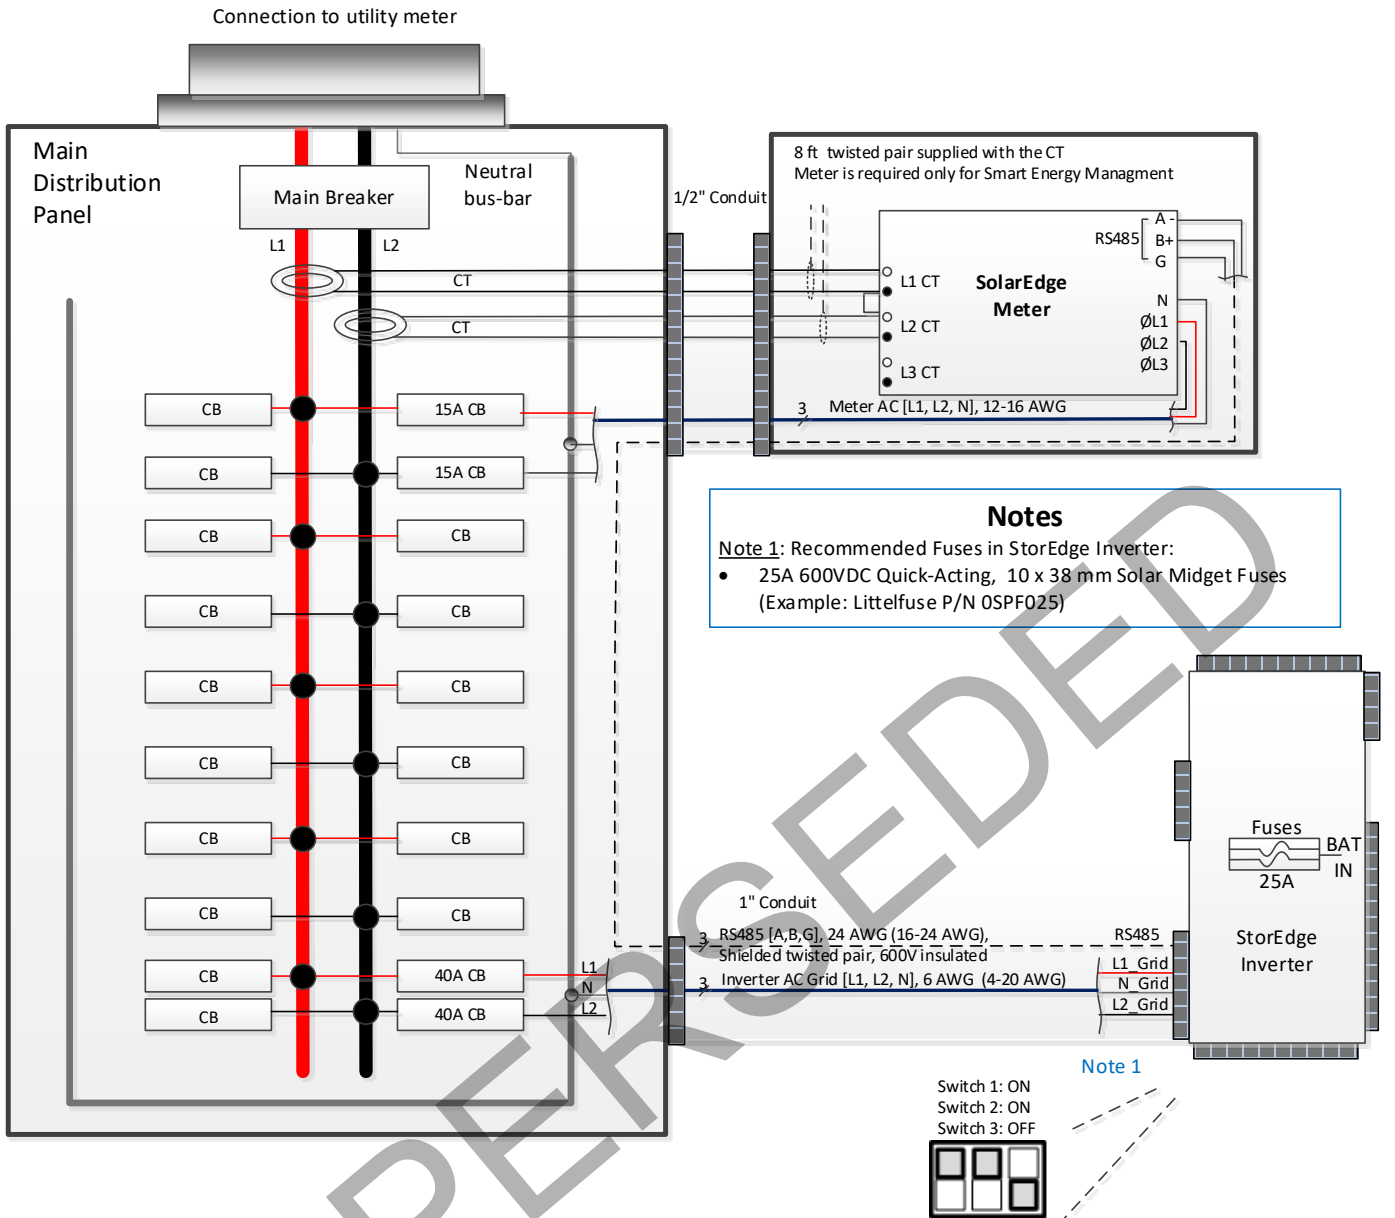 Connection to utility meter
Main
Distribution
Panel
Main Breaker
Neutral
bus-bar
L1
L2
CT
CT
1/2" Conduit
8 ft twisted pair supplied with the CT
Meter is required only for Smart Energy Managment
RS485
A -
B+
G
L1 CT
SolarEdge
Meter
N
ØL1
L2 CT
ØL2
ØL3
L3 CT
3
Meter AC [L1, L2, N], 12-16 AWG
CB
15A CB
CB
15A CB
CB
CB
CB
CB
CB
CB
CB
CB
CB
CB
CB
CB
CB
40A CB
CB
40A CB
L1
N
L2
Notes
Note 1: Recommended Fuses in StorEdge Inverter:
• 25A 600VDC Quick-Acting, 10 x 38 mm Solar Midget Fuses
(Example: Littelfuse P/N 0SPF025)
Fuses
25A
BAT
IN
StorEdge
Inverter
1" Conduit
3
RS485 [A,B,G], 24 AWG (16-24 AWG),
Shielded twisted pair, 600V insulated
3
Inverter AC Grid [L1, L2, N], 6 AWG (4-20 AWG)
RS485
L1_Grid
N_Grid
L2_Grid
Note 1
Switch 1: ON
Switch 2: ON
Switch 3: OFF
PERSEDED